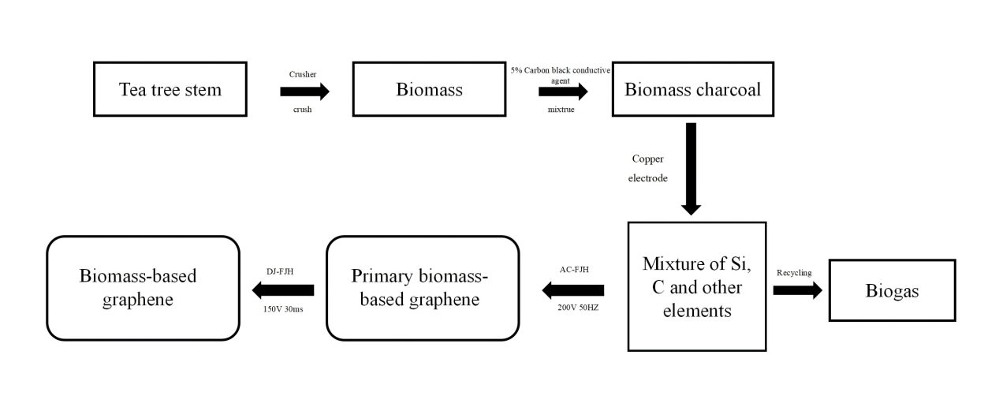 Tea tree stem
Crusher
crush
Biomass
5% Carbon black conductive
agent
mixtrue
Biomass charcoal
Copper
electrode
Mixture of Si,
C and other
elements
Recycling
Biogas
AC-FJH
200V 50HZ
Primary biomass-
based graphene
DJ-FJH
150V 30ms
Biomass-based
graphene